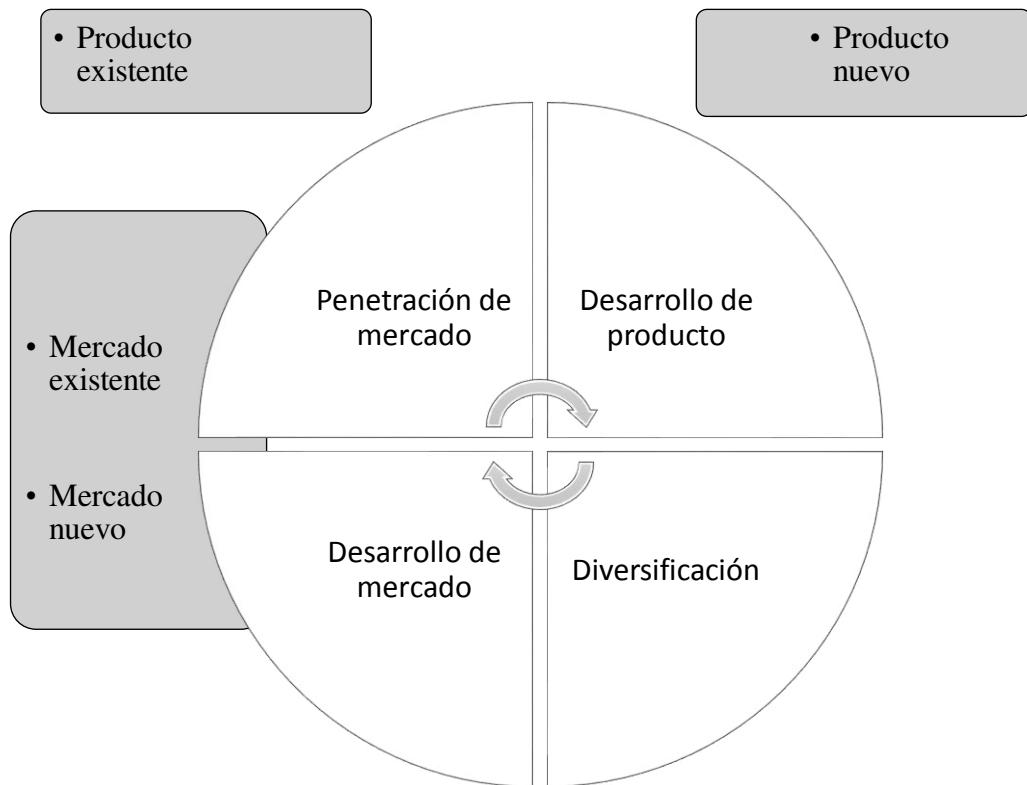 • Producto
existente
• Producto
nuevo
Penetración de
mercado
Desarrollo de
producto
• Mercado
existente
• Mercado
nuevo
Desarrollo de
mercado
Diversificación